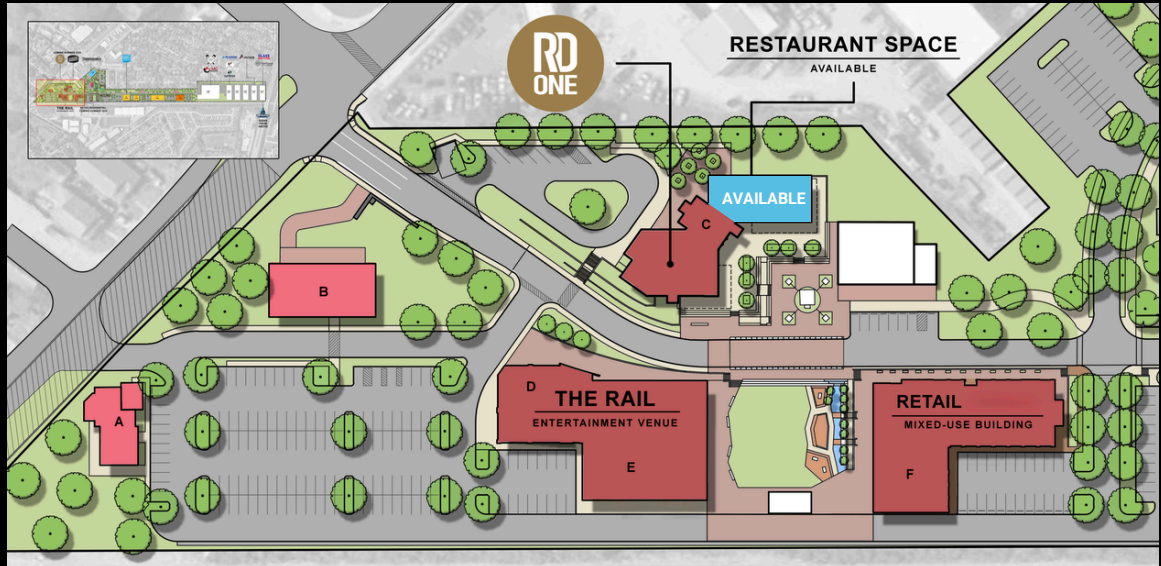 RD
ONE
RESTAURANT SPACE
AVAILABLE
THE RAIL
AVAILABLE
C
B
A
D
THE RAIL
ENTERTAINMENT VENUE
E
RETAIL
MIXED-USE BUILDING
F